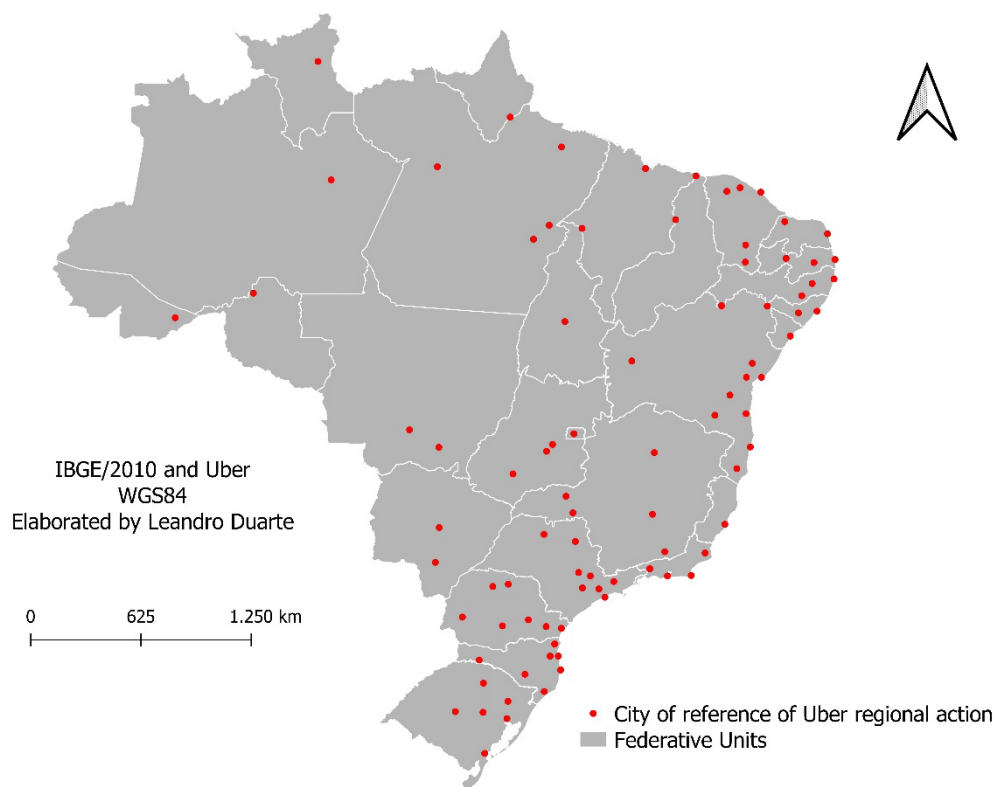 IBGE/2010 and Uber
WGS84
Elaborated by Leandro Duarte
0 625 1.250 km
City of reference of Uber regional action
Federative Units